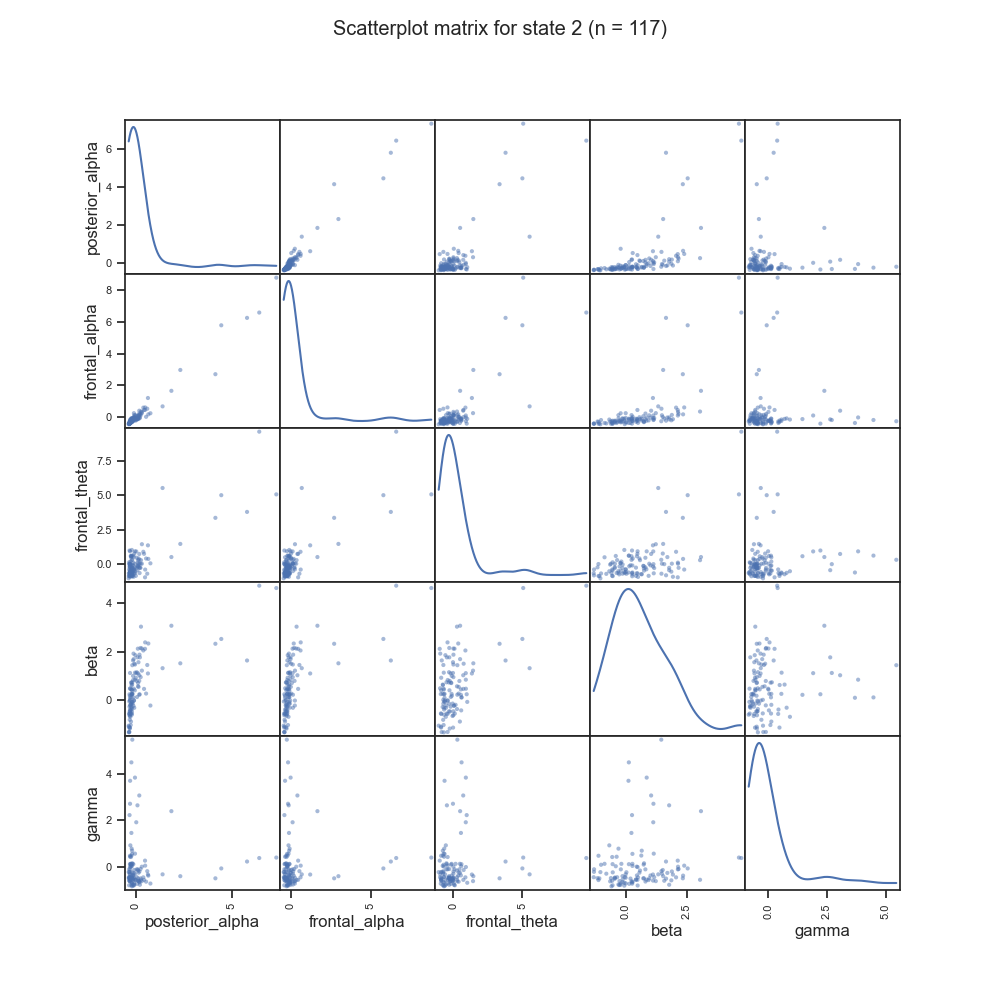 Scatterplot matrix for state 2 (n = 117)
posterior_alpha
6
4
2
0
frontal_alpha
8
6
4
2
0
frontal_theta
7.5
5.0
2.5
0.0
beta
4
2
0
gamma
4
2
0
0 5 0 5 0 5 0.0 2.5 0.0 2.5 5.0
posterior_alpha frontal_alpha frontal_theta beta gamma